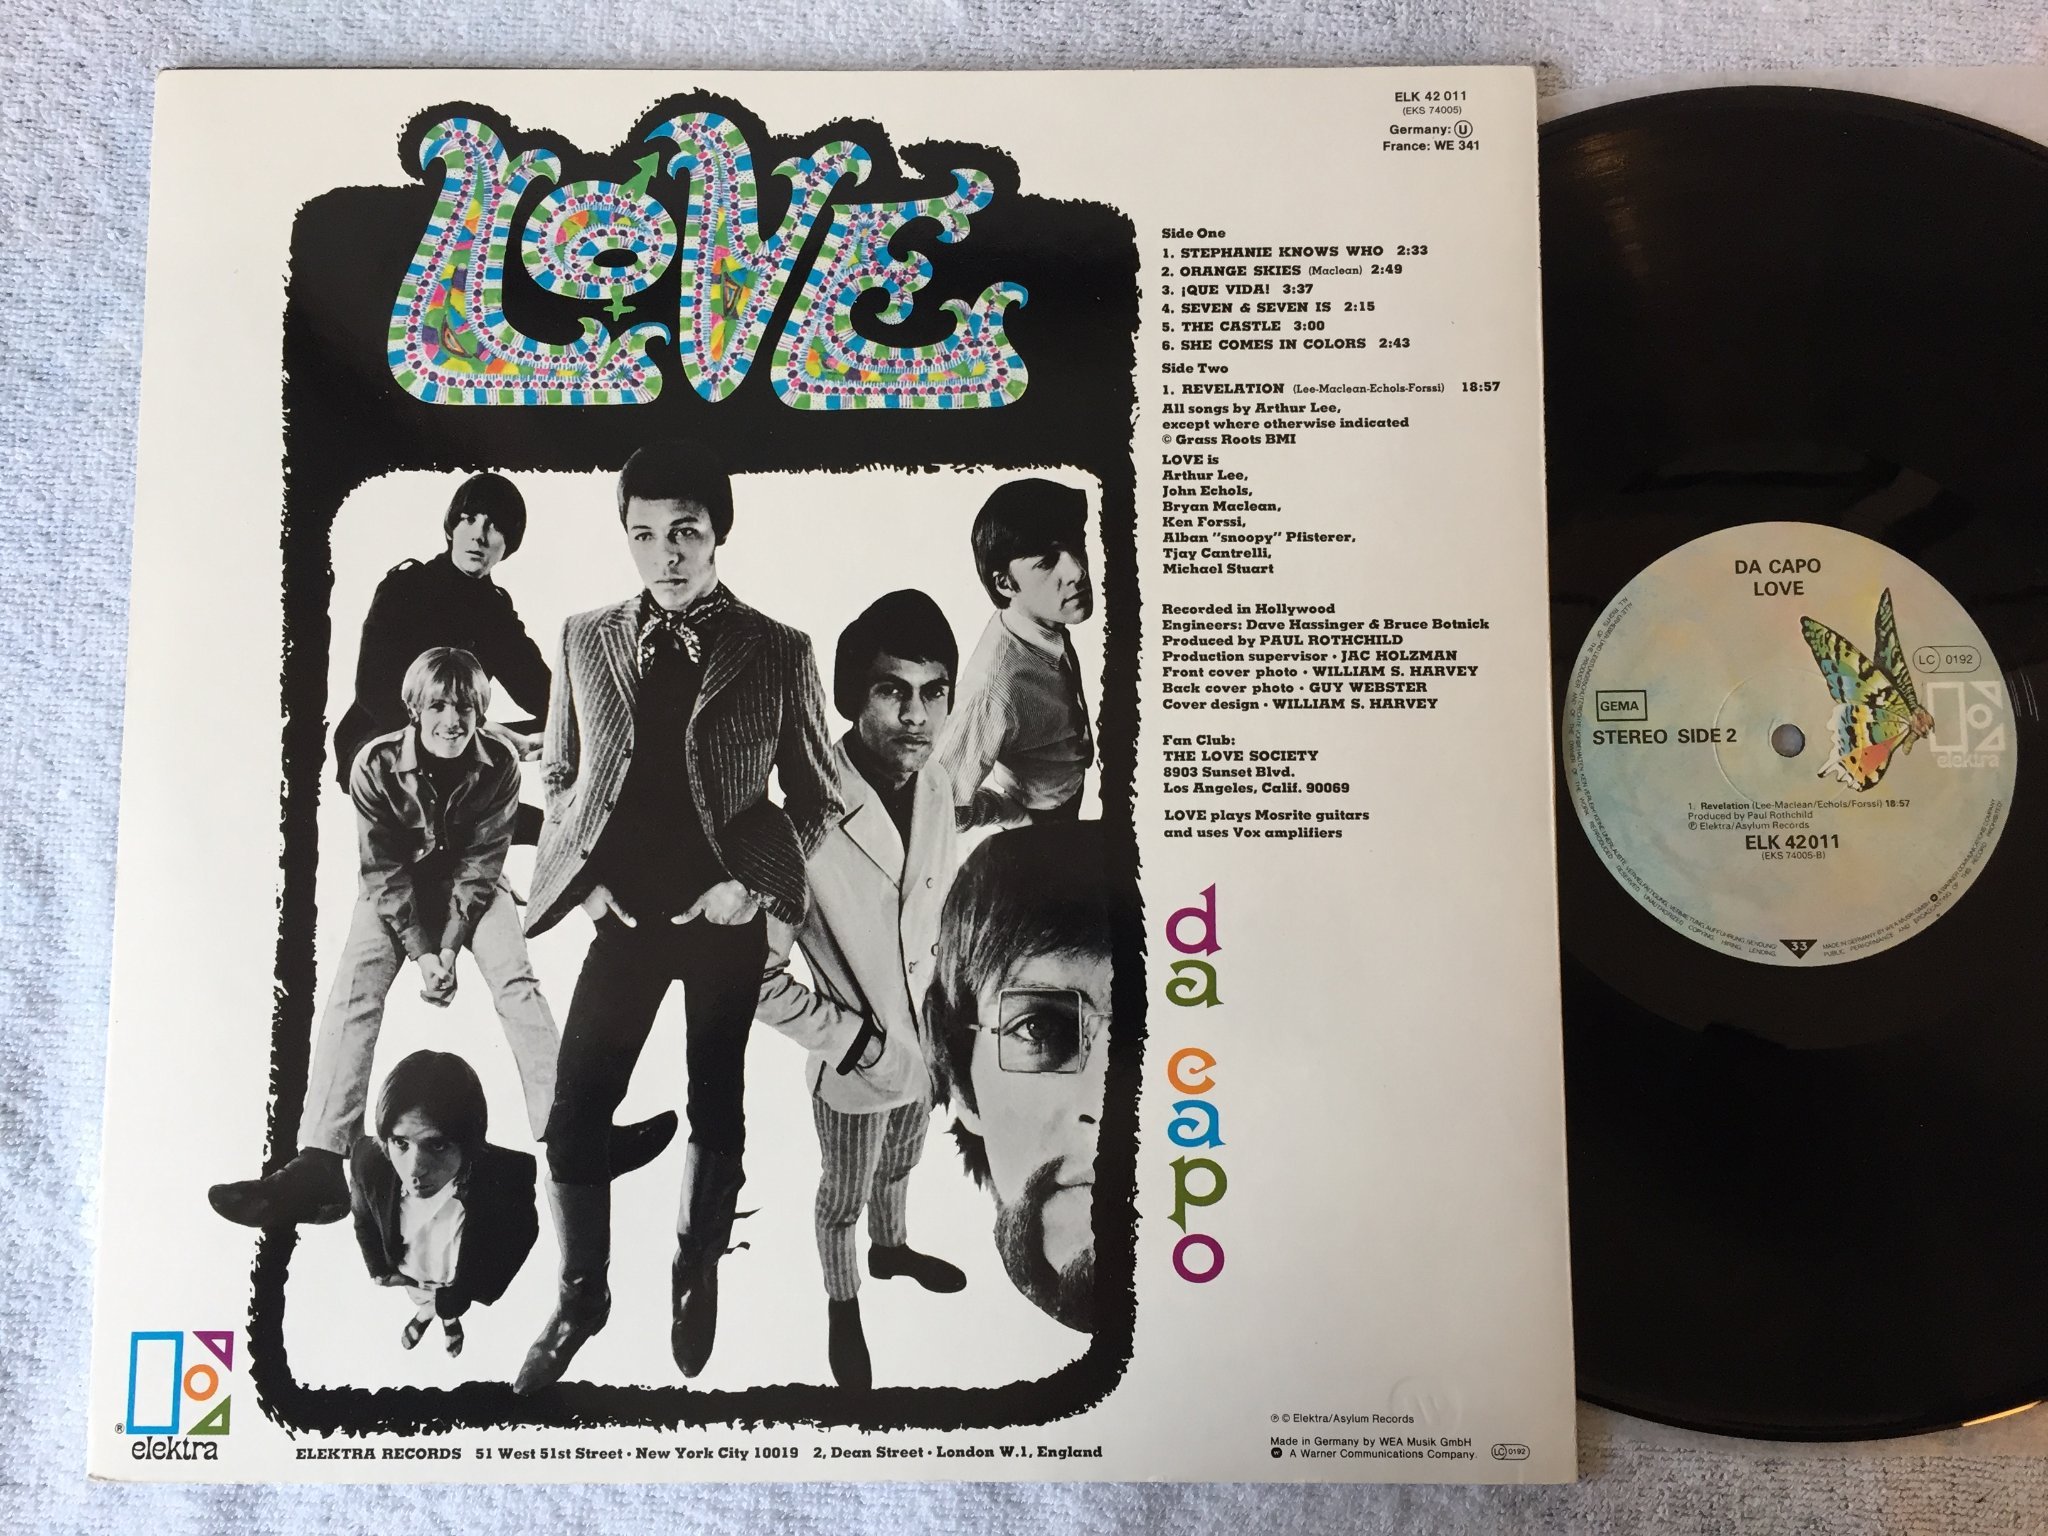 LOVE
ELK 42 011
(EKS 74005)
Germany: U
France: WE 341
Side One
1. STEPHANIE KNOWS WHO 2:33
2. ORANGE SKIES (Maclean) 2:49
3. ¡QUE VIDA! 3:37
4. SEVEN & SEVEN IS 2:15
5. THE CASTLE 3:00
6. SHE COMES IN COLORS 2:43
Side Two
1. REVELATION (Lee-Maclean-Echols-Forssi) 18:57
All songs by Arthur Lee,
except where otherwise indicated
© Grass Roots BMI
LOVE is
Arthur Lee,
John Echols,
Bryan Maclean,
Ken Forssi,
Alban "snoopy" Pfisterer,
Tjay Cantrelli,
Michael Stuart
Recorded in Hollywood
Engineers: Dave Hassinger & Bruce Botnick
Produced by PAUL ROTHCHILD
Production supervisor • JAC HOLZMAN
Front cover photo • WILLIAM S. HARVEY
Back cover photo • GUY WEBSTER
Cover design • WILLIAM S. HARVEY
Fan Club:
THE LOVE SOCIETY
8903 Sunset Blvd.
Los Angeles, Calif. 90069
LOVE plays Mosrite guitars
and uses Vox amplifiers
da capo
® elektra
ELEKTRA RECORDS 51 West 51st Street • New York City 10019 2, Dean Street • London W.1, England
℗ © Elektra/Asylum Records
Made in Germany by WEA Musik GmbH
A Warner Communications Company.
LC 0192
DA CAPO
LOVE
LC 0192
GEMA
STEREO SIDE 2
elektra
1. Revelation (Lee-Maclean/Echols/Forssi) 18:57
Produced by Paul Rothchild
℗ Elektra/Asylum Records
ELK 42011
(EKS 74005-B)
33